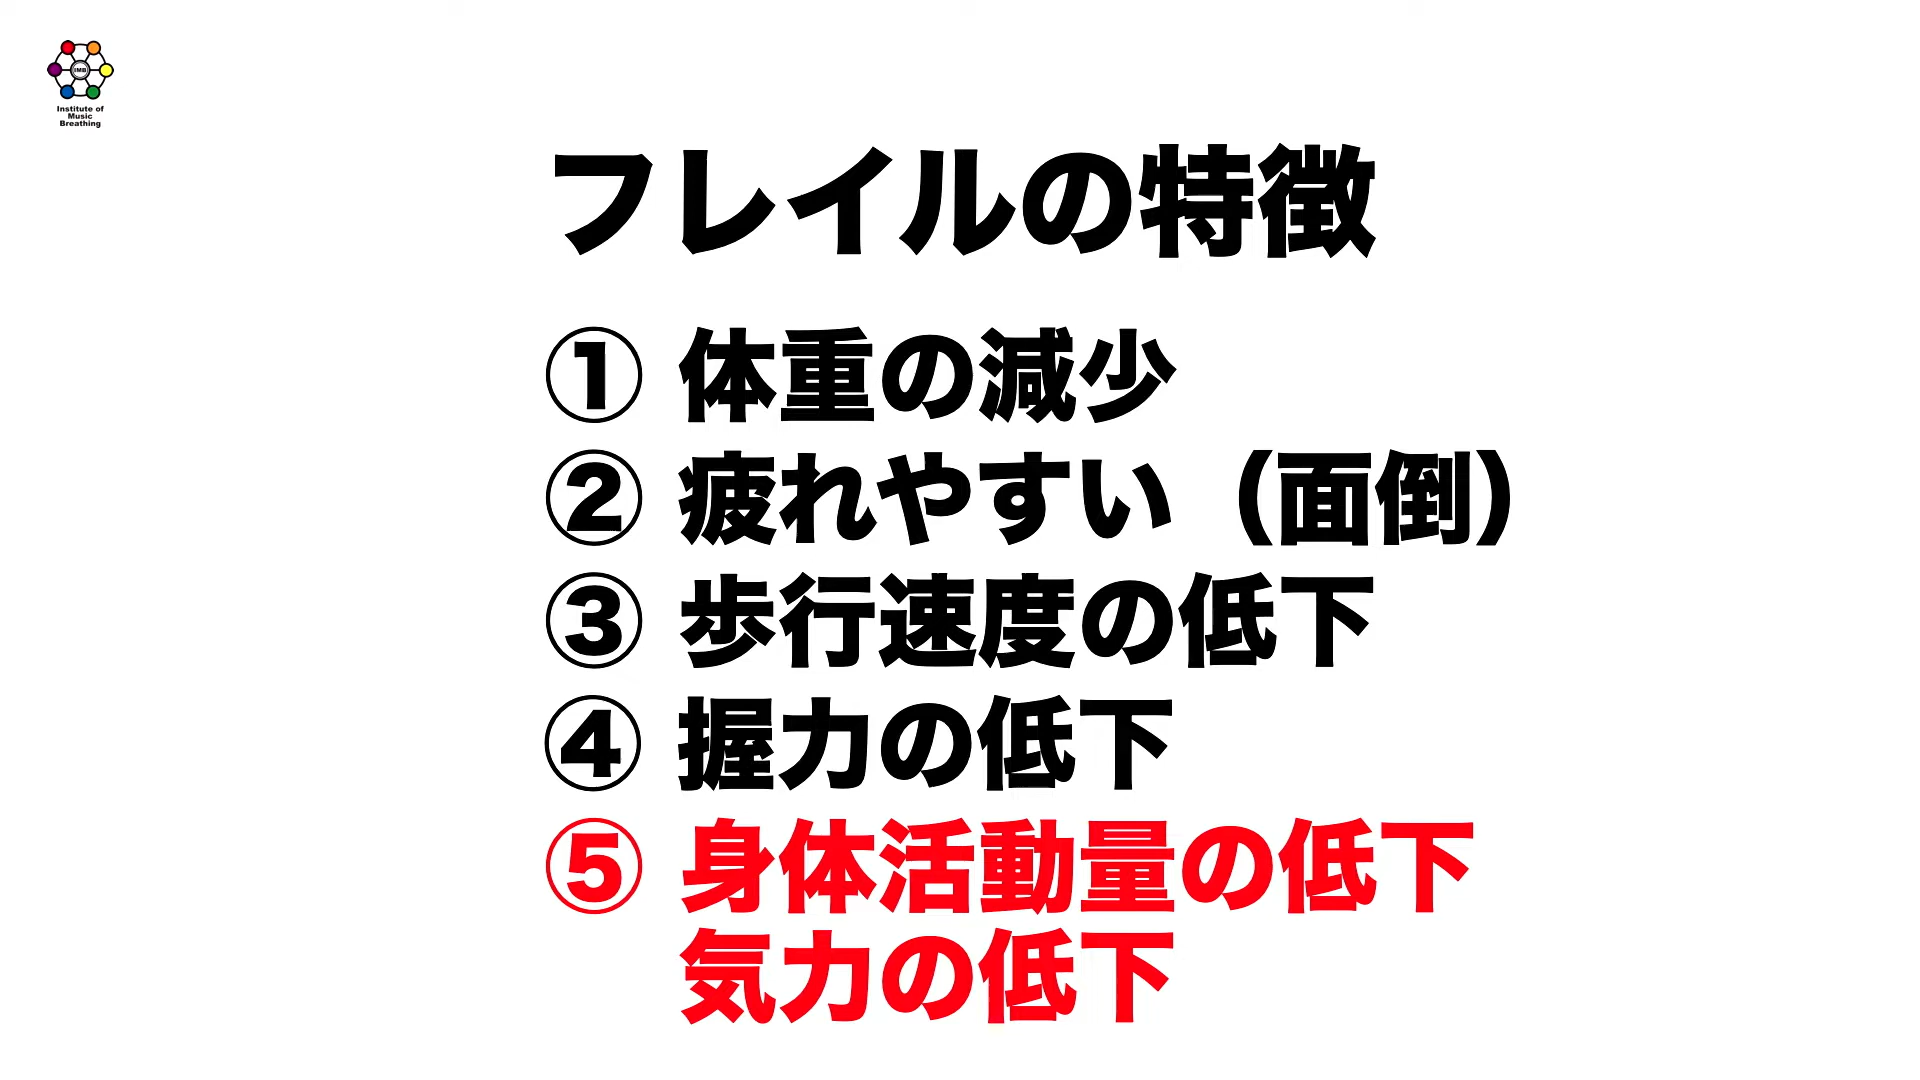 IMB
Institute of
Music
Breathing
フレイルの特徴
① 体重の減少
② 疲れやすい（面倒）
③ 歩行速度の低下
④ 握力の低下
⑤ 身体活動量の低下
気力の低下